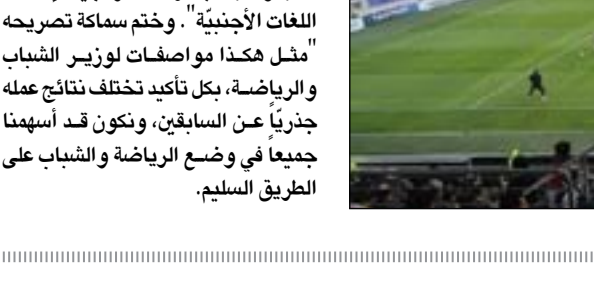 اللغات الأجنبيّة". وختم سماكة تصريحه
"مثل هكذا مواصفات لوزير الشباب
والرياضة، بكل تأكيد تختلف نتائج عمله
جذريّاً عن السابقين، ونكون قد أسهمنا
جميعاً في وضع الرياضة والشباب على
الطريق السليم.